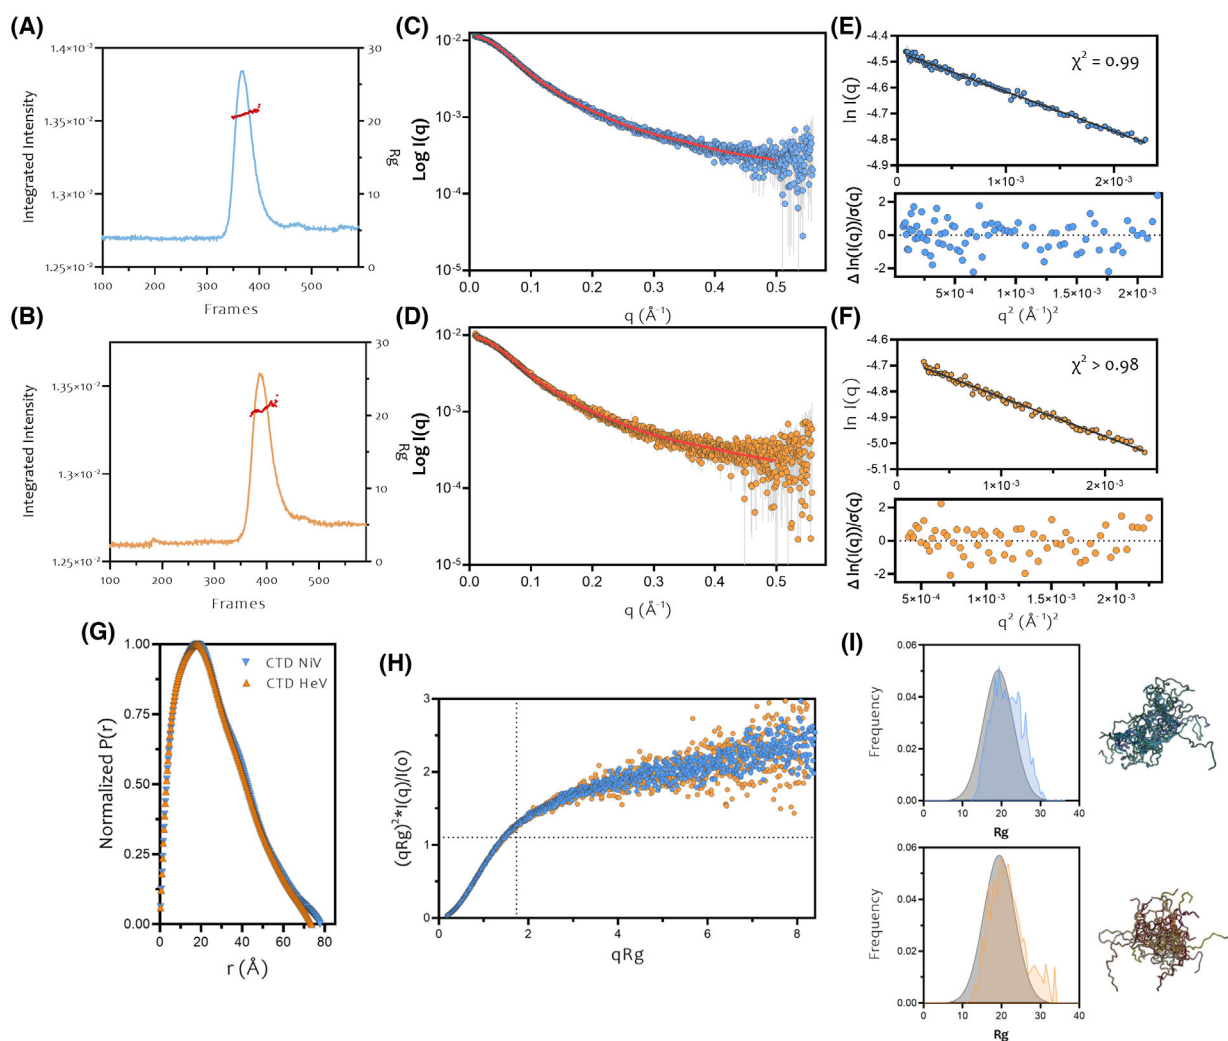 (A)
1.4×10⁻²
1.35×10⁻²
1.3×10⁻²
1.25×10⁻²
Integrated Intensity
30
20
10
0
Rg
100 200 300 400 500
Frames
(B)
1.35×10⁻²
1.3×10⁻²
1.25×10⁻²
Integrated Intensity
30
20
10
0
Rg
100 200 300 400 500
Frames
(C)
10⁻²
10⁻³
10⁻⁴
10⁻⁵
Log I(q)
0.0 0.1 0.2 0.3 0.4 0.5
q (Å⁻¹)
(D)
10⁻²
10⁻³
10⁻⁴
10⁻⁵
Log I(q)
0.0 0.1 0.2 0.3 0.4 0.5
q (Å⁻¹)
(E)
-4.4
-4.5
-4.6
-4.7
-4.8
-4.9
ln I(q)
χ² = 0.99
0 1×10⁻³ 2×10⁻³
2
0
-2
Δ ln(I(q))/σ(q)
5×10⁻⁴ 1×10⁻³ 1.5×10⁻³ 2×10⁻³
q² (Å⁻¹)²
(F)
-4.6
-4.7
-4.8
-4.9
-5.0
-5.1
ln I(q)
χ² > 0.98
0 1×10⁻³ 2×10⁻³
2
0
-2
Δ ln(I(q))/σ(q)
5×10⁻⁴ 1×10⁻³ 1.5×10⁻³ 2×10⁻³
q² (Å⁻¹)²
(G)
1.00
0.75
0.50
0.25
0.00
Normalized P(r)
CTD NiV
CTD HeV
0 20 40 60 80
r (Å)
(H)
3
2
1
0
(qRg)²*I(q)/I(0)
0 2 4 6 8
qRg
(I)
0.06
0.04
0.02
0.00
Frequency
0 10 20 30 40
Rg
0.06
0.04
0.02
0.00
Frequency
0 10 20 30 40
Rg